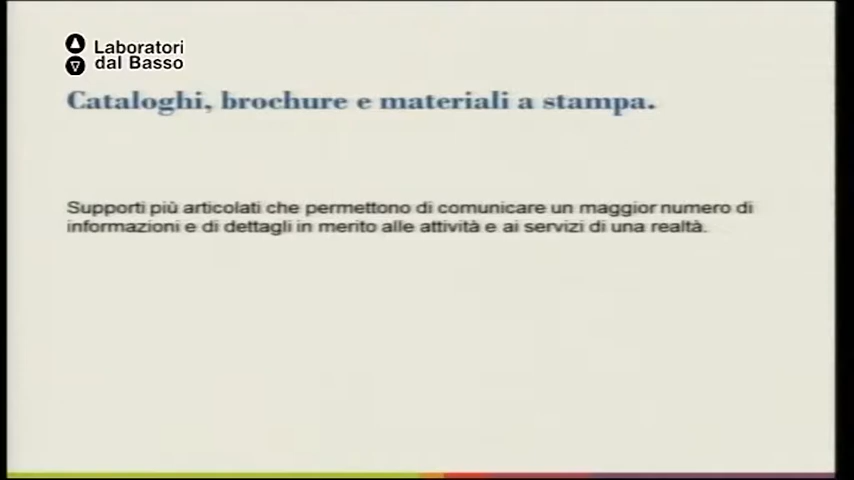 Laboratori
dal Basso
Cataloghi, brochure e materiali a stampa.
Supporti più articolati che permettono di comunicare un maggior numero di
informazioni e di dettagli in merito alle attività e ai servizi di una realtà.